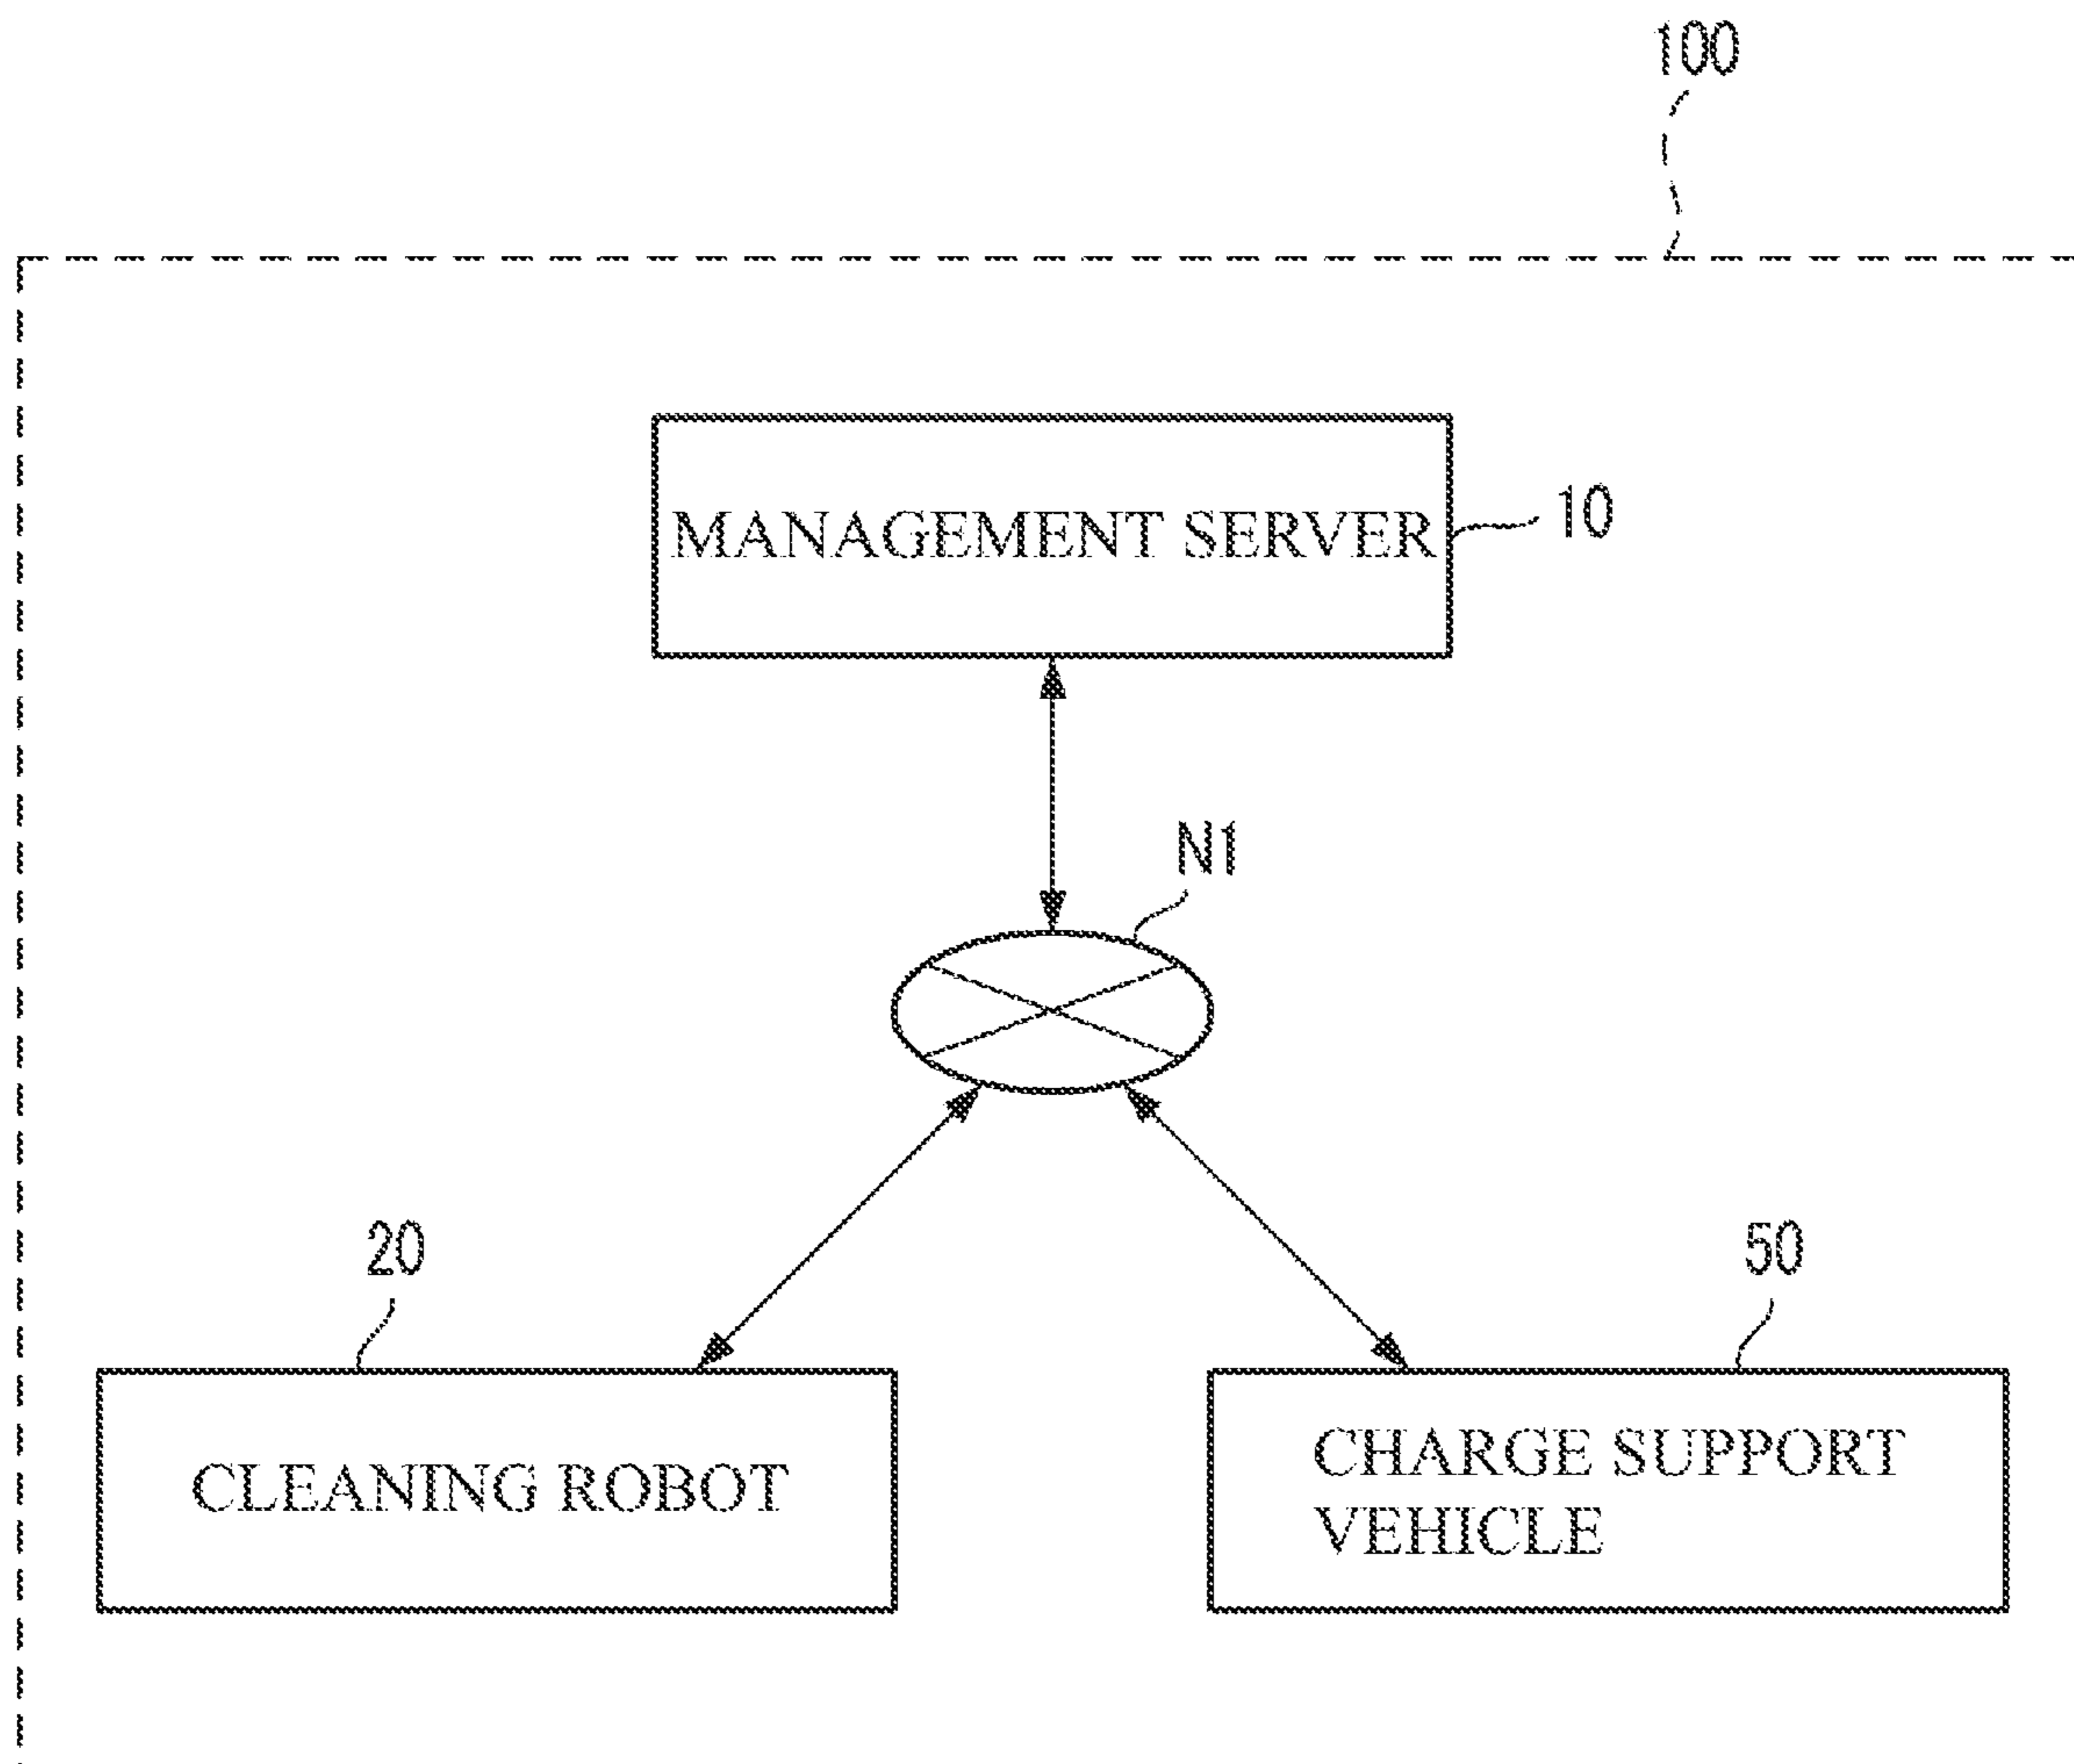 100
MANAGEMENT SERVER
10
N1
20
50
CLEANING ROBOT
CHARGE SUPPORT
VEHICLE